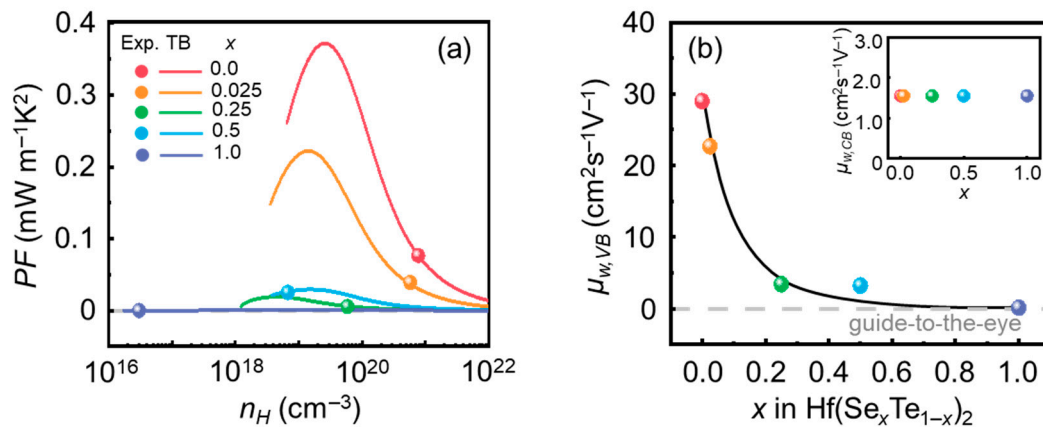 (a)
Exp. TB x
0.0
0.025
0.25
0.5
1.0
PF (mW m⁻¹K²)
0.4
0.3
0.2
0.1
0
10¹⁶ 10¹⁸ 10²⁰ 10²²
n_H (cm⁻³)
(b)
μ_w,VB (cm²s⁻¹V⁻¹)
40
30
20
10
0
0.0 0.2 0.4 0.6 0.8 1.0
x in Hf(SeₓTe₁₋ₓ)₂
guide-to-the-eye
μ_w,CB (cm²s⁻¹V⁻¹)
3.0
2.0
1.0
0
0.0 0.5 1.0
x